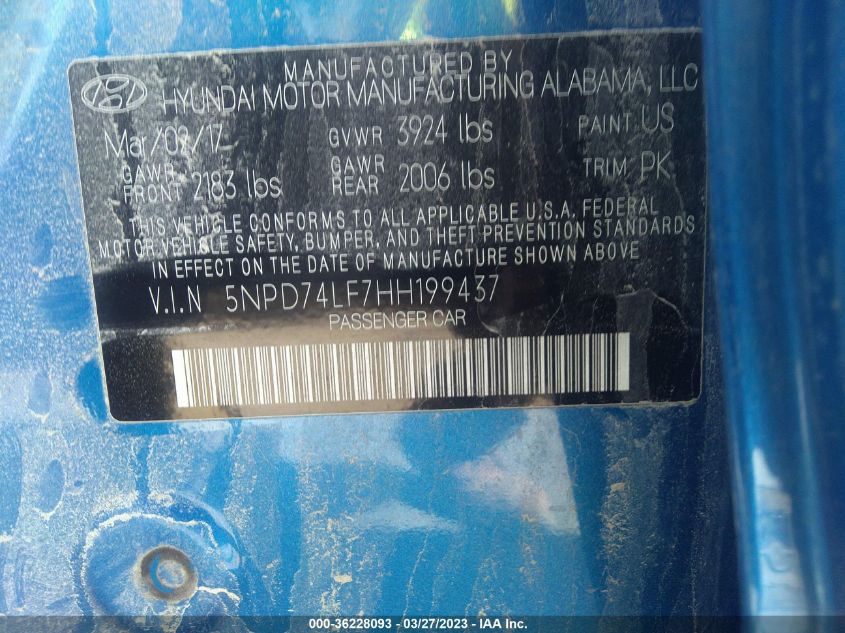 MANUFACTURED BY
HYUNDAI MOTOR MANUFACTURING ALABAMA, LLC
Mar/09/17 GVWR 3924 lbs PAINT US
GAWR FRONT 2183 lbs GAWR REAR 2006 lbs TRIM PK
THIS VEHICLE CONFORMS TO ALL APPLICABLE U.S.A. FEDERAL
MOTOR VEHICLE SAFETY, BUMPER, AND THEFT PREVENTION STANDARDS
IN EFFECT ON THE DATE OF MANUFACTURE SHOWN ABOVE
V.I.N 5NPD74LF7HH199437
PASSENGER CAR
000-36228093 — 03/27/2023 — IAA Inc.